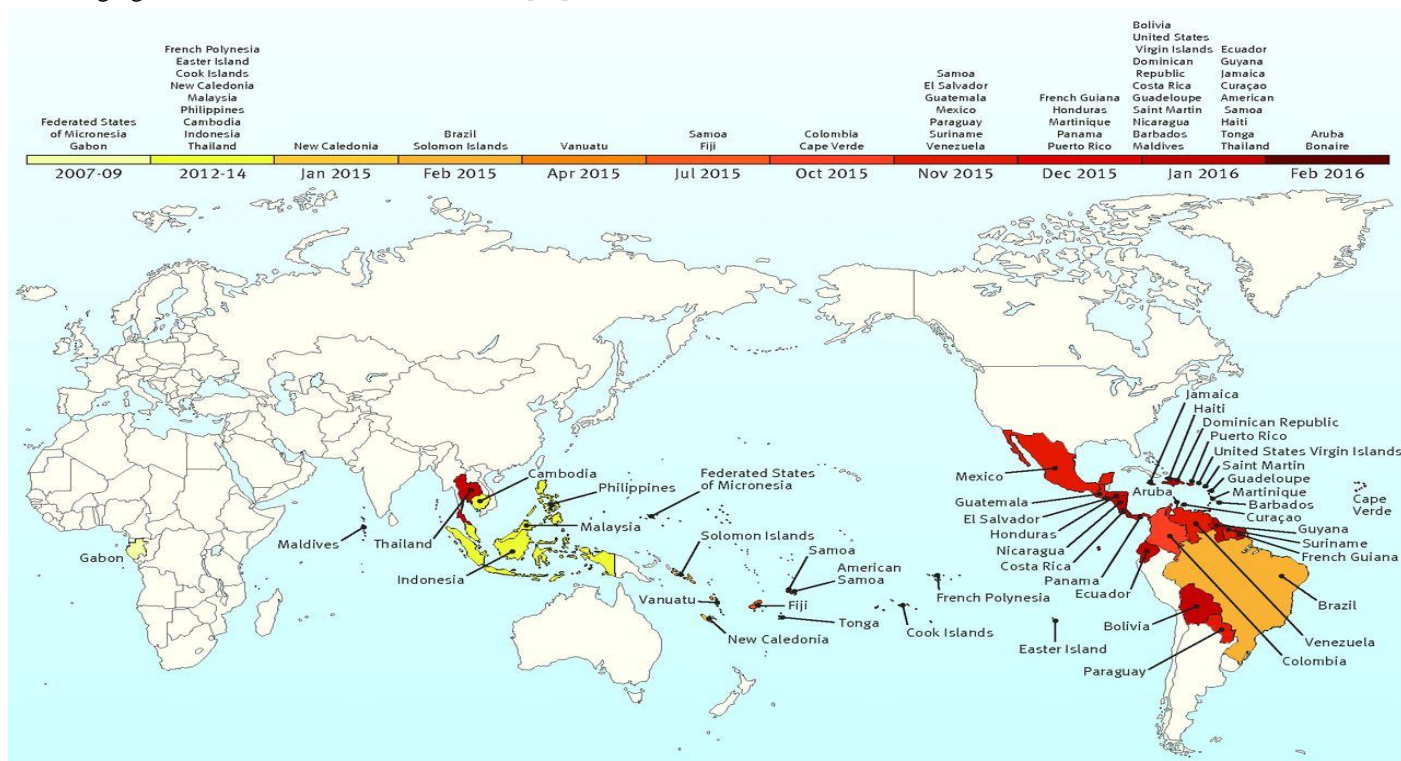 Federated States
of Micronesia
Gabon
French Polynesia
Easter Island
Cook Islands
New Caledonia
Malaysia
Philippines
Cambodia
Indonesia
Thailand
New Caledonia
Brazil
Solomon Islands
Vanuatu
Samoa
Fiji
Colombia
Cape Verde
Samoa
El Salvador
Guatemala
Mexico
Paguay
Suriname
Venezuela
French Guiana
Honduras
Martinique
Panama
Puerto Rico
Bolivia
United States
Virgin Islands
Dominican
Republic
Costa Rica
Guadeloupe
Saint Martin
Nicaragua
Barbados
Maldives
Ecuador
Guyana
Jamaica
Curaçao
American
Samoa
Haiti
Tonga
Thailand
Aruba
Bonaire
2007-09
2012-14
Jan 2015
Feb 2015
Apr 2015
Jul 2015
Oct 2015
Nov 2015
Dec 2015
Jan 2016
Feb 2016
Jamaica
Haiti
Dominican Republic
Puerto Rico
United States Virgin Islands
Saint Martin
Guadeloupe
Martinique
Barbados
Curaçao
Aruba
Cape
Verde
Guyana
Suriname
French Guiana
Mexico
Guatemala
El Salvador
Honduras
Nicaragua
Costa Rica
Panama
Ecuador
Cambodia
Philippines
Federated States
of Micronesia
Malaysia
Maldives
Thailand
Indonesia
Gabon
Solomon Islands
Samoa
American
Samoa
Vanuatu
Fiji
Tonga
New Caledonia
Cook Islands
French Polynesia
Easter Island
Brazil
Bolivia
Venezuela
Colombia
Paraguay